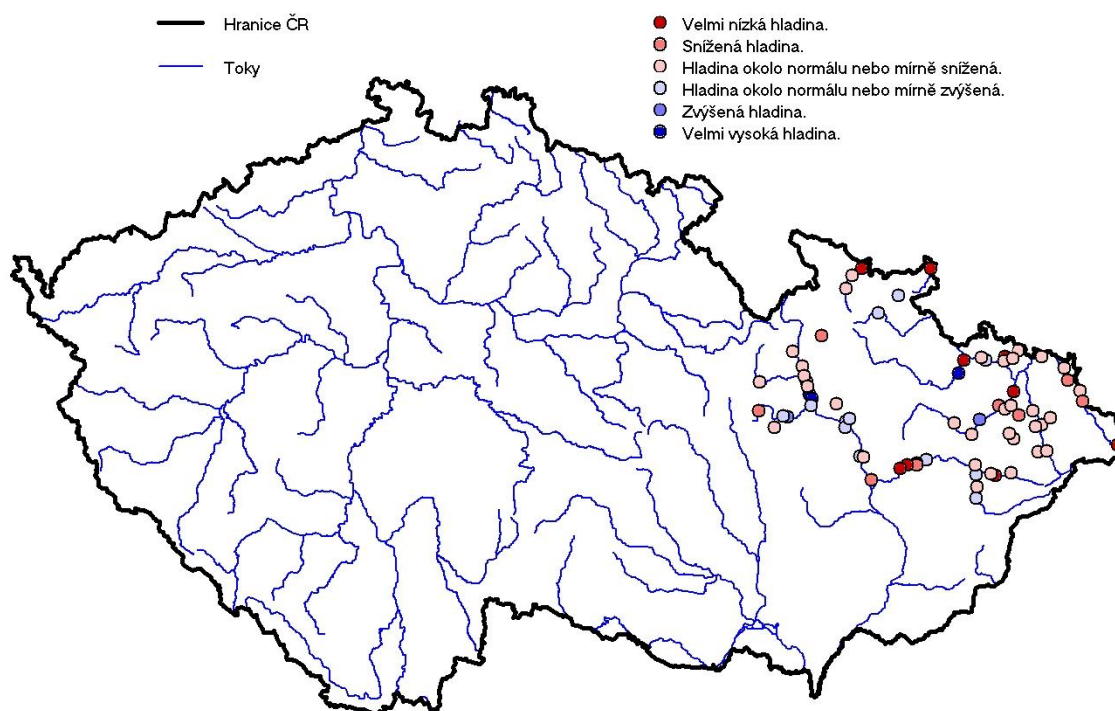 Hranice ČR
Toky
Velmi nízká hladina.
Snížená hladina.
Hladina okolo normálu nebo mírně snížená.
Hladina okolo normálu nebo mírně zvýšená.
Zvýšená hladina.
Velmi vysoká hladina.